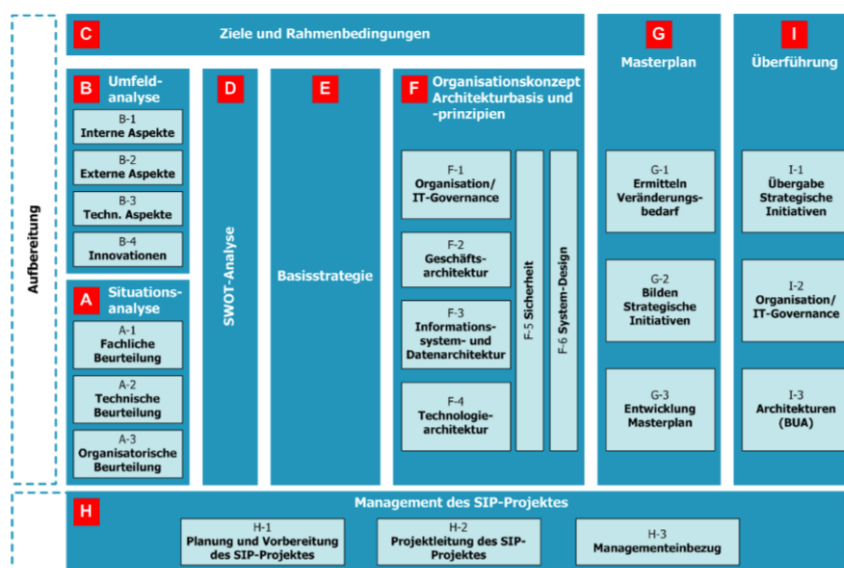 Aufbereitung
C
Ziele und Rahmenbedingungen
B
Umfeld-
analyse
B-1
Interne Aspekte
B-2
Externe Aspekte
B-3
Techn. Aspekte
B-4
Innovationen
A
Situations-
analyse
A-1
Fachliche
Beurteilung
A-2
Technische
Beurteilung
A-3
Organisatorische
Beurteilung
D
SWOT-Analyse
E
Basisstrategie
F
Organisationskonzept
Architekturbasis und
-prinzipien
F-1
Organisation/
IT-Governance
F-2
Geschäfts-
architektur
F-3
Informations-
system- und
Datenarchitektur
F-4
Technologie-
architektur
F-5 Sicherheit
F-6 System-Design
G
Masterplan
G-1
Ermitteln
Veränderungs-
bedarf
G-2
Bilden
Strategische
Initiativen
G-3
Entwicklung
Masterplan
I
Überführung
I-1
Übergabe
Strategische
Initiativen
I-2
Organisation/
IT-Governance
I-3
Architekturen
(BUA)
H
Management des SIP-Projektes
H-1
Planung und Vorbereitung
des SIP-Projektes
H-2
Projektleitung des SIP-
Projektes
H-3
Managementeinbezug